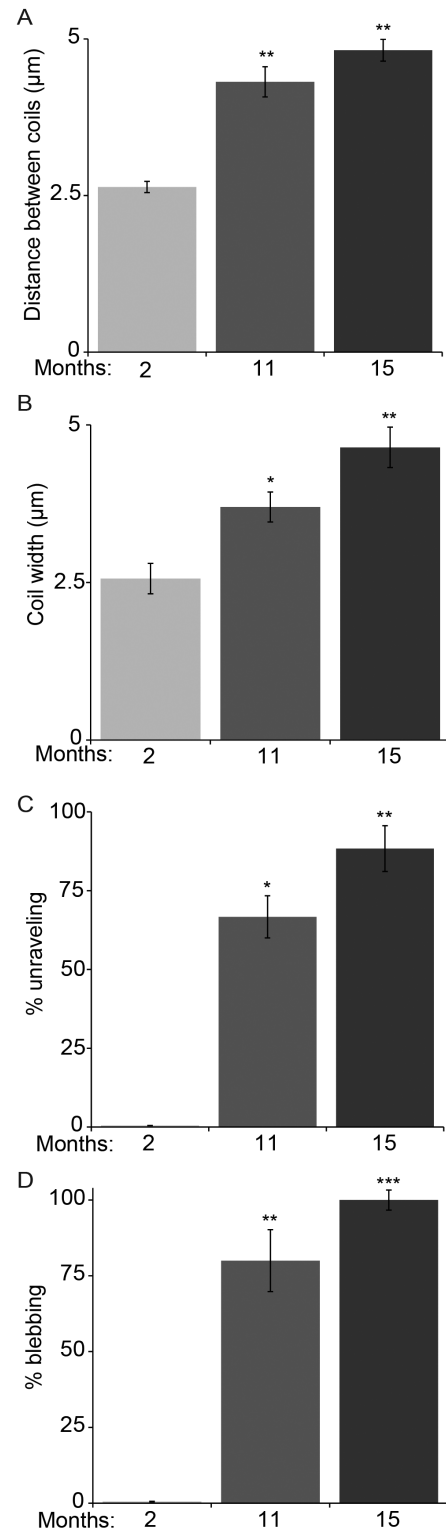 A
Distance between coils (µm)
5
2.5
0
**
**
Months: 2 11 15
B
Coil width (µm)
5
2.5
0
*
**
Months: 2 11 15
C
% unraveling
100
75
50
25
0
*
**
Months: 2 11 15
D
% blebbing
100
75
50
25
0
**
***
Months: 2 11 15